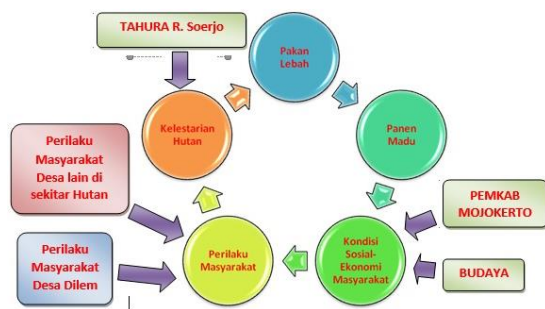 TAHURA R. Soerjo
Pakan
Lebah
Kelestarian
Hutan
Panen
Madu
Perilaku
Masyarakat
Desa lain di
sekitar Hutan
PEMKAB
MOJOKERTO
Kondisi
Sosial-
Ekonomi
Masyarakat
Perilaku
Masyarakat
BUDAYA
Perilaku
Masyarakat
Desa Dilem